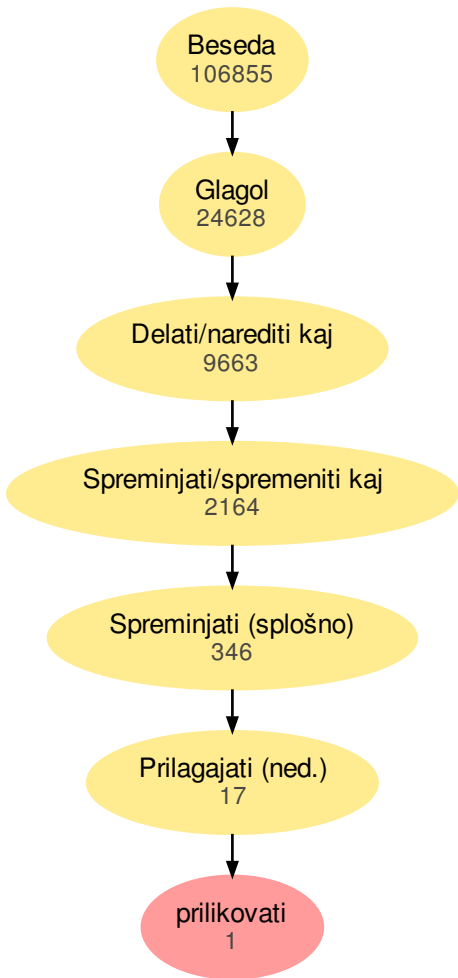 Beseda
106855
Glagol
24628
Delati/narediti kaj
9663
Spreminjati/spremeniti kaj
2164
Spreminjati (splošno)
346
Prilagajati (ned.)
17
prilikovati
1